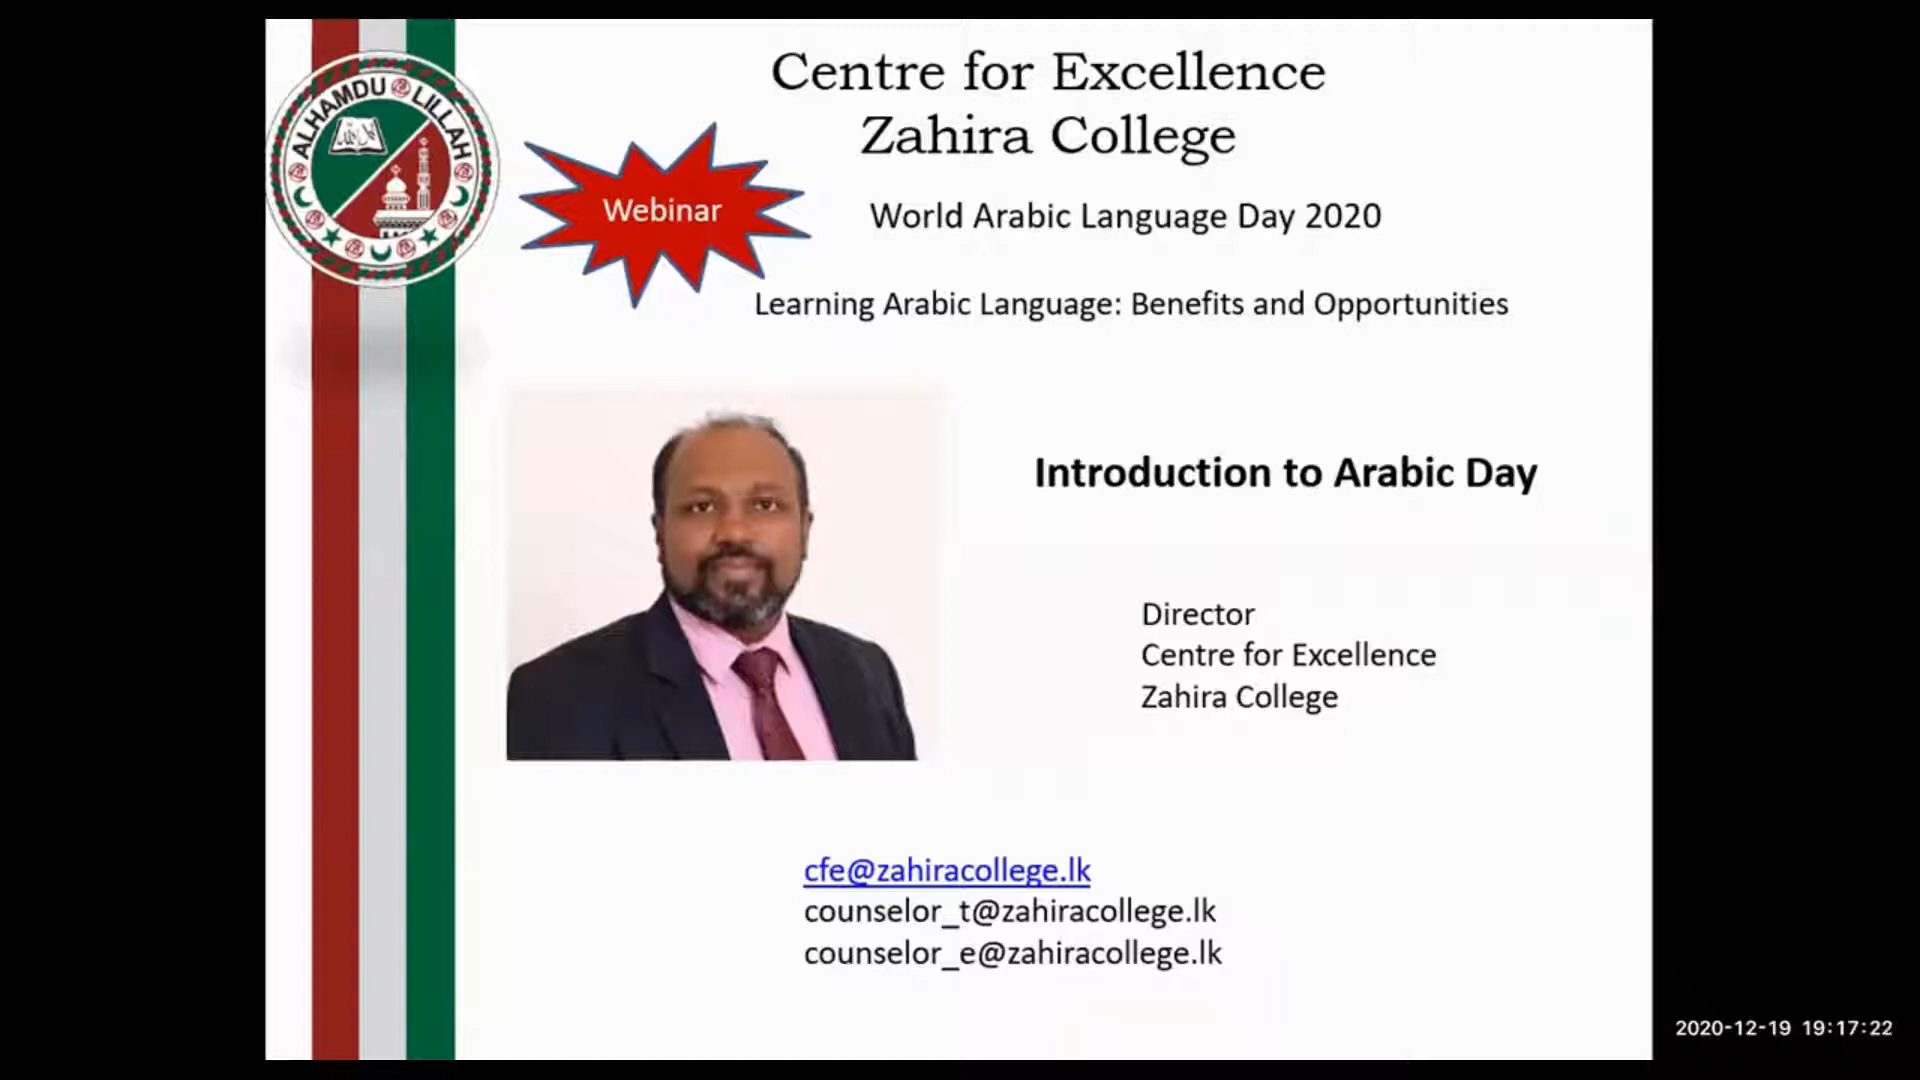 ALHAMDU LILLAH
Centre for Excellence
Zahira College
Webinar
World Arabic Language Day 2020
Learning Arabic Language: Benefits and Opportunities
Introduction to Arabic Day
Director
Centre for Excellence
Zahira College
cfe@zahiracollege.lk
counselor_t@zahiracollege.lk
counselor_e@zahiracollege.lk
2020-12-19 19:17:22